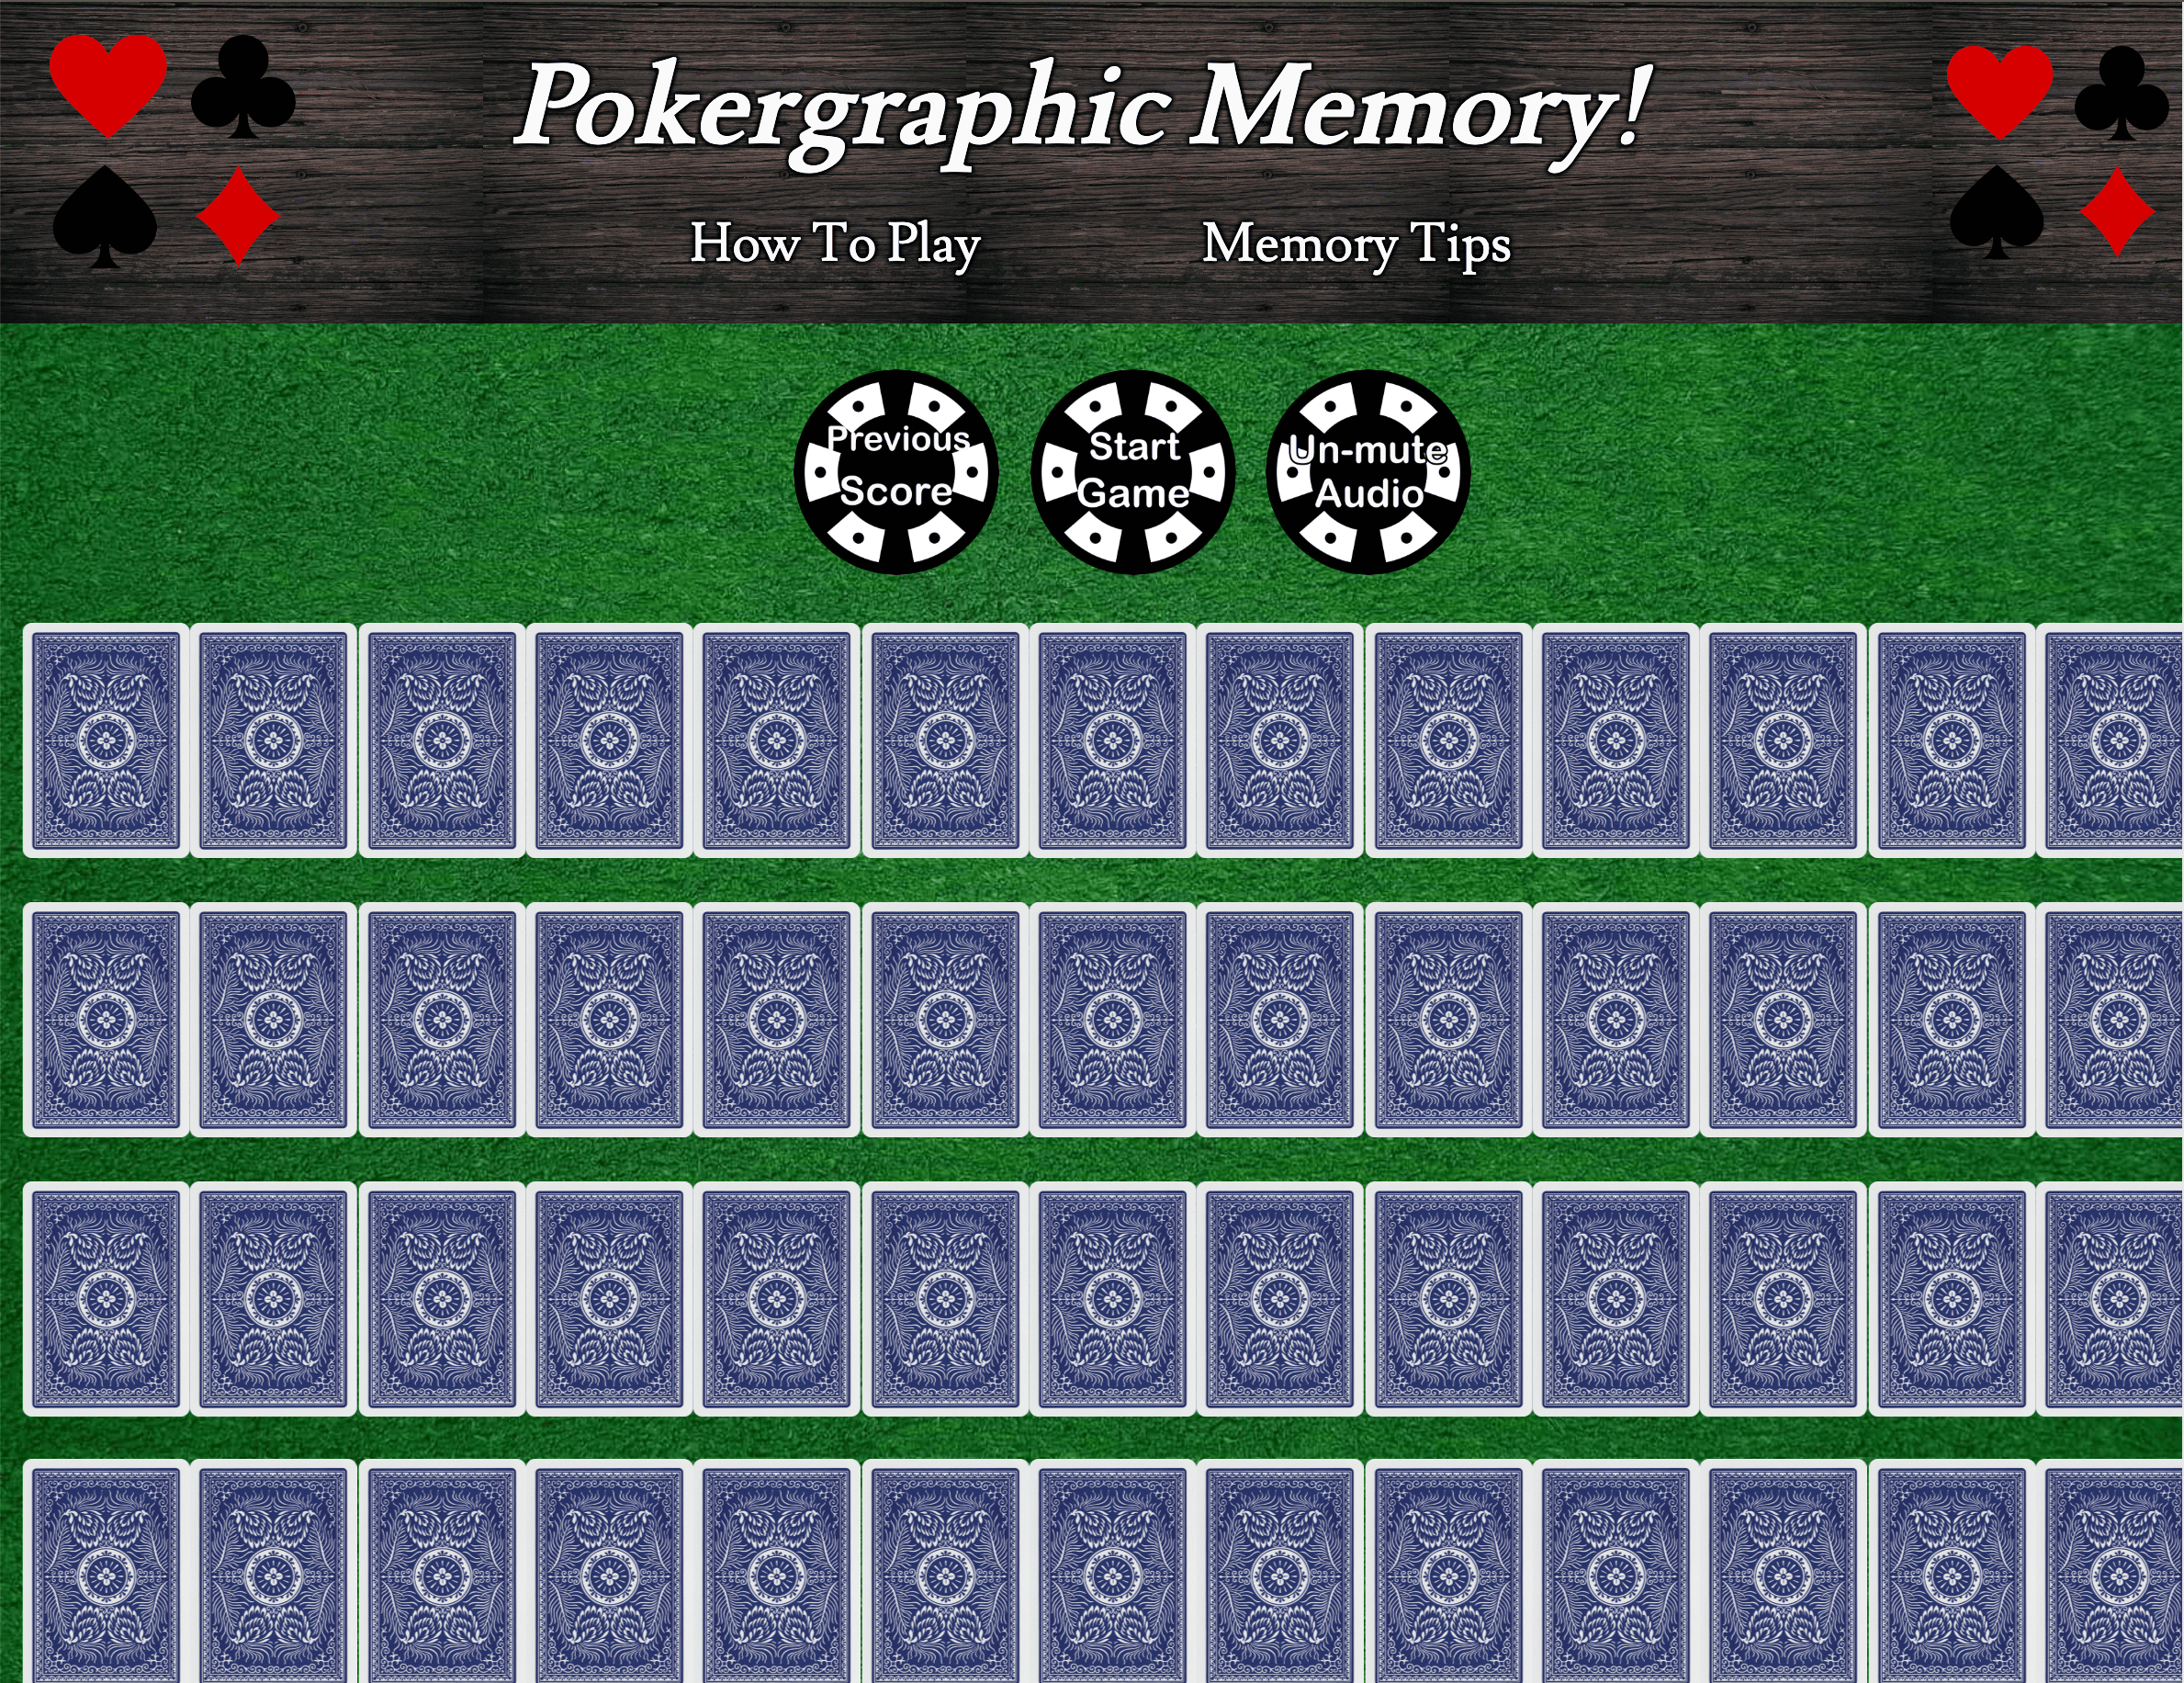 Pokergraphic Memory!
How To Play
Memory Tips
Previous
Score
Start
Game
Un-mute
Audio